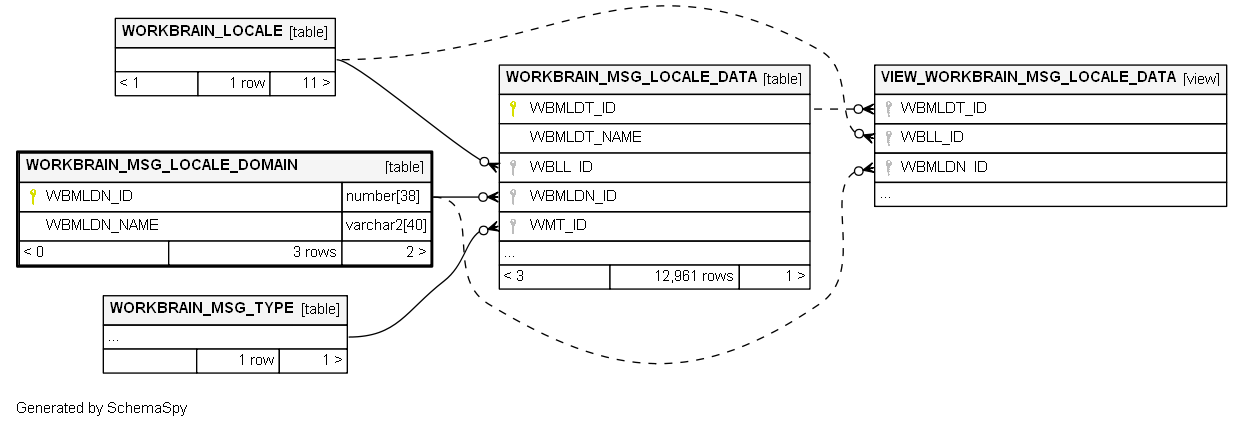 WORKBRAIN_LOCALE [table]
< 1 1 row 11 >
WORKBRAIN_MSG_LOCALE_DOMAIN [table]
WBMLDN_ID number[38]
WBMLDN_NAME varchar2[40]
< 0 3 rows 2 >
WORKBRAIN_MSG_TYPE [table]
...
1 row 1 >
WORKBRAIN_MSG_LOCALE_DATA [table]
WBMLDT_ID
WBMLDT_NAME
WBLL_ID
WBMLDN_ID
WMT_ID
...
< 3 12,961 rows 1 >
VIEW_WORKBRAIN_MSG_LOCALE_DATA [view]
WBMLDT_ID
WBLL_ID
WBMLDN_ID
...
Generated by SchemaSpy